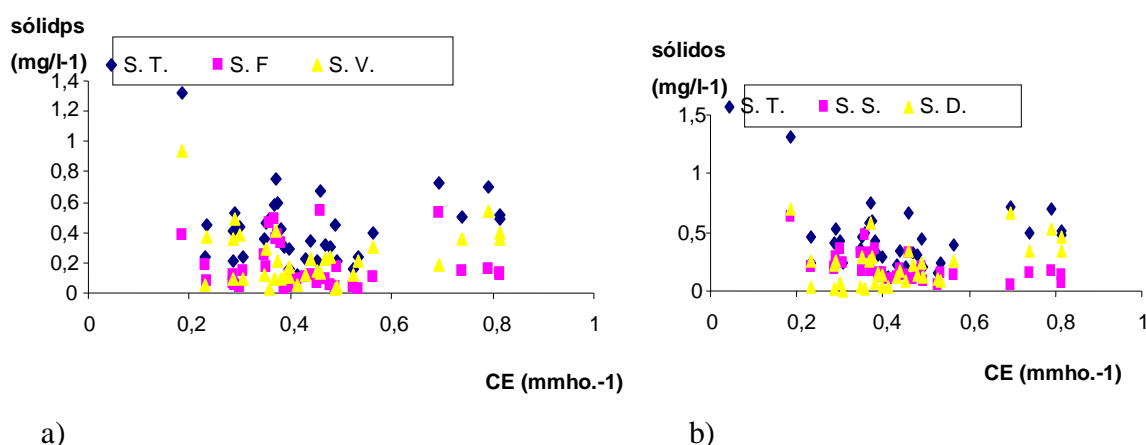 sólidps
(mg/l-1)
S. T. S. F S. V.
1,4
1,2
1
0,8
0,6
0,4
0,2
0
0 0,2 0,4 0,6 0,8 1
CE (mmho.-1)
a)
sólidos
(mg/l-1)
S. T. S. S. S. D.
1,5
1
0,5
0
0 0,2 0,4 0,6 0,8 1
CE (mmho.-1)
b)